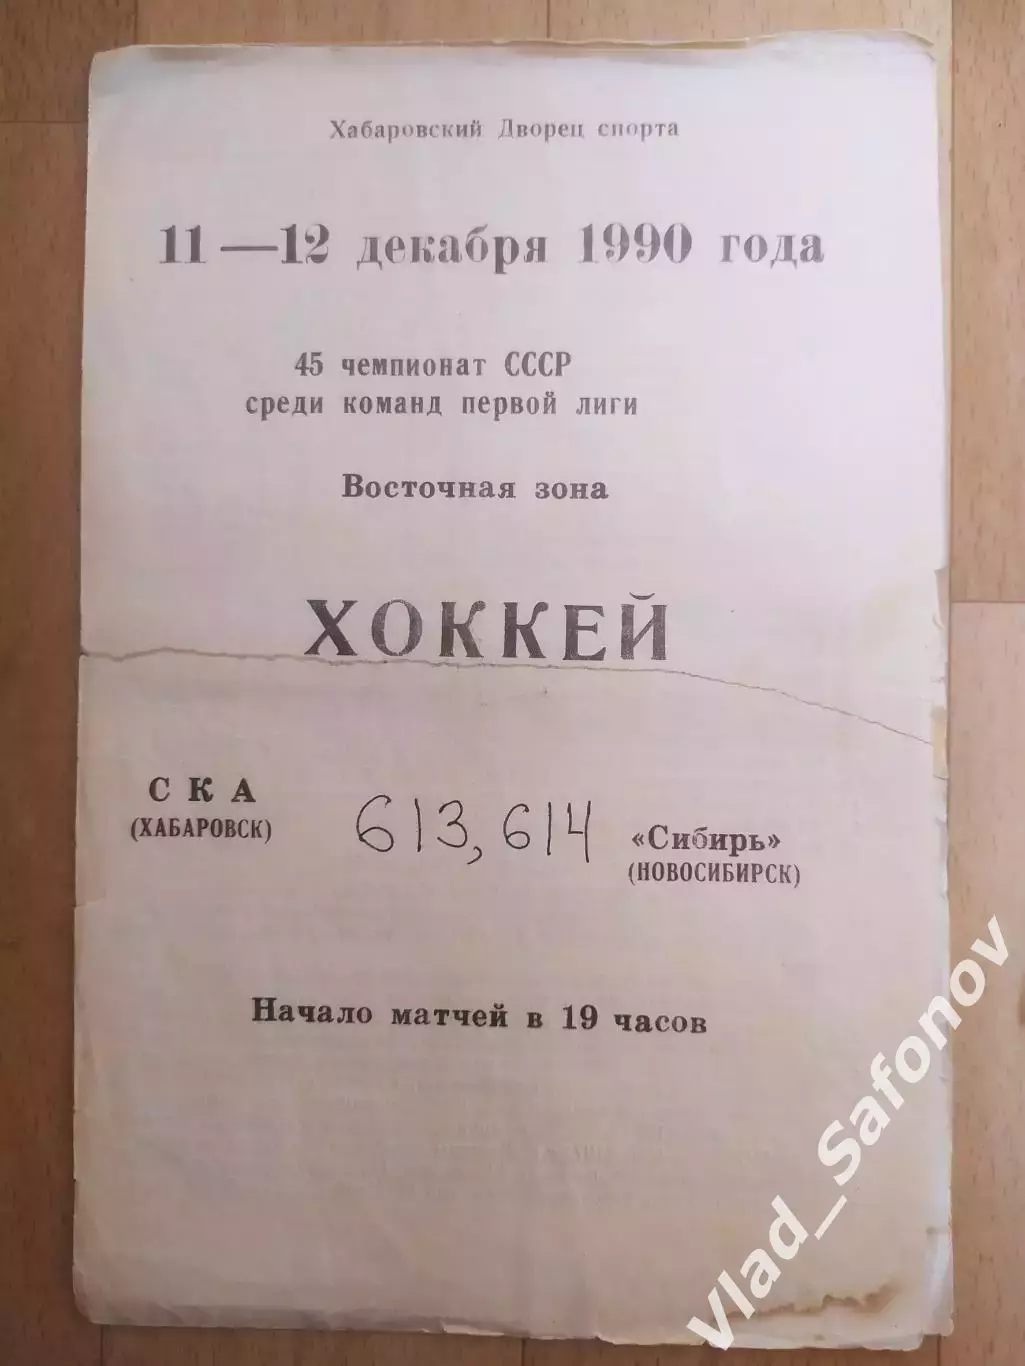 Хабаровский Дворец спорта
11—12 декабря 1990 года
45 чемпионат СССР
среди команд первой лиги
Восточная зона
ХОККЕЙ
СКА
(ХАБАРОВСК)
613, 614
«Сибирь»
(НОВОСИБИРСК)
Начало матчей в 19 часов
Vlad_Safonov